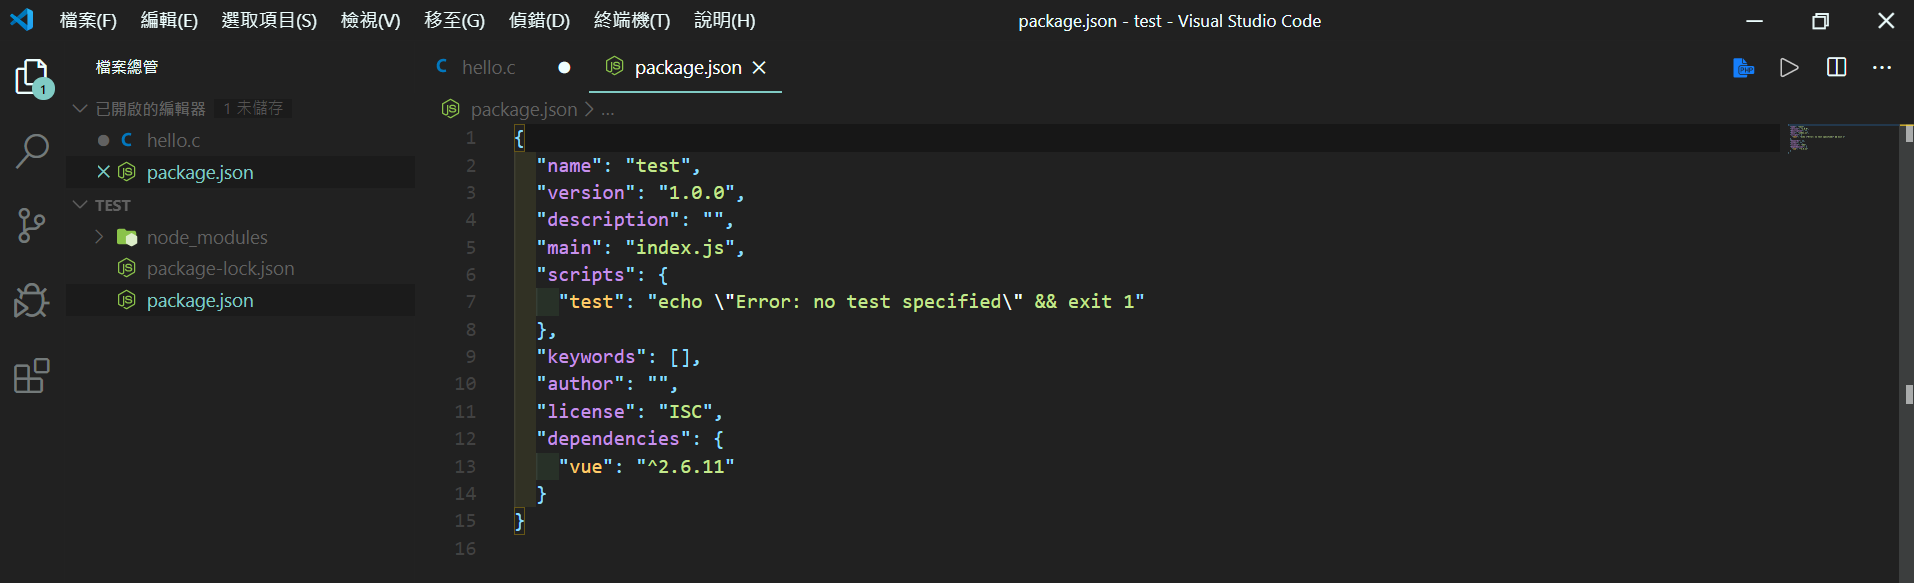 檔案(F) 編輯(E) 選取項目(S) 檢視(V) 移至(G) 偵錯(D) 終端機(T) 說明(H) package.json - test - Visual Studio Code
檔案總管
1
已開啟的編輯器 1 未儲存
hello.c
package.json
TEST
node_modules
package-lock.json
package.json
hello.c package.json
PHP
package.json > ...
1 {
2 "name": "test",
3 "version": "1.0.0",
4 "description": "",
5 "main": "index.js",
6 "scripts": {
7 "test": "echo \"Error: no test specified\" && exit 1"
8 },
9 "keywords": [],
10 "author": "",
11 "license": "ISC",
12 "dependencies": {
13 "vue": "^2.6.11"
14 }
15 }
16